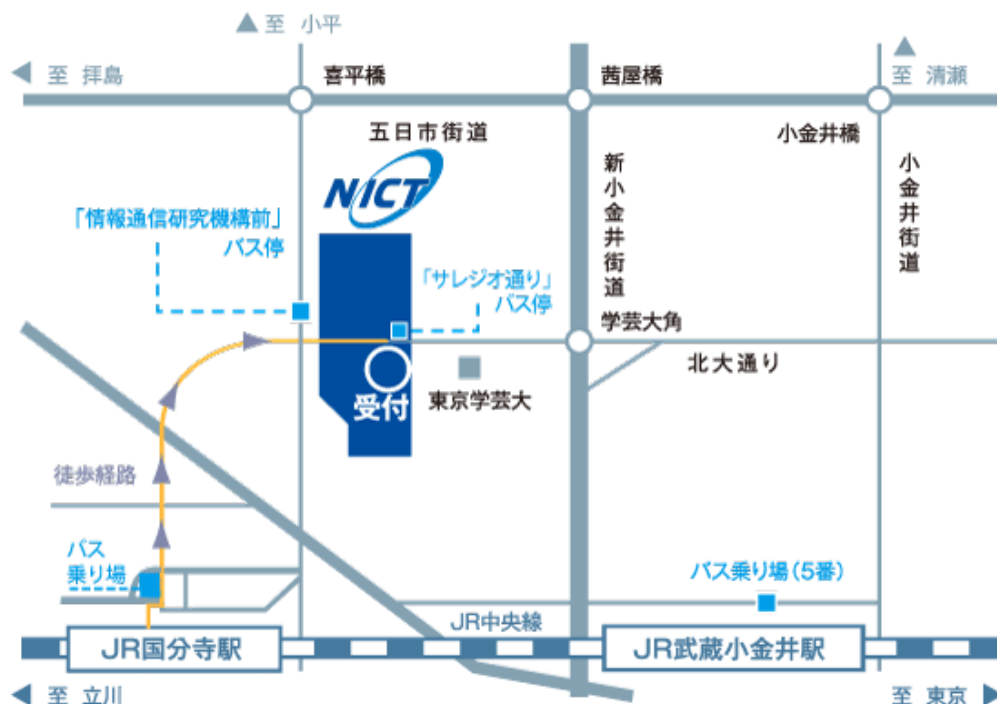 至 小平
至 拝島
喜平橋
茜屋橋
至 清瀬
五日市街道
小金井橋
NICT
新小金井街道
小金井街道
「情報通信研究機構前」
バス停
「サレジオ通り」
バス停
学芸大角
北大通り
受付
東京学芸大
徒歩経路
バス
乗り場
バス乗り場(5番)
JR中央線
JR国分寺駅
JR武蔵小金井駅
至 立川
至 東京